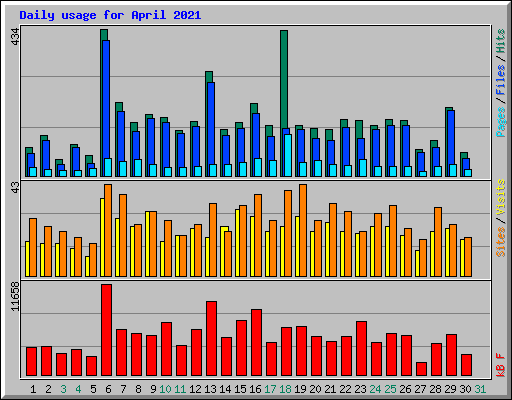 Daily usage for April 2021
434
Pages / Files / Hits
43
Sites / Visits
11658
kB F
1 2 3 4 5 6 7 8 9 10 11 12 13 14 15 16 17 18 19 20 21 22 23 24 25 26 27 28 29 30 31